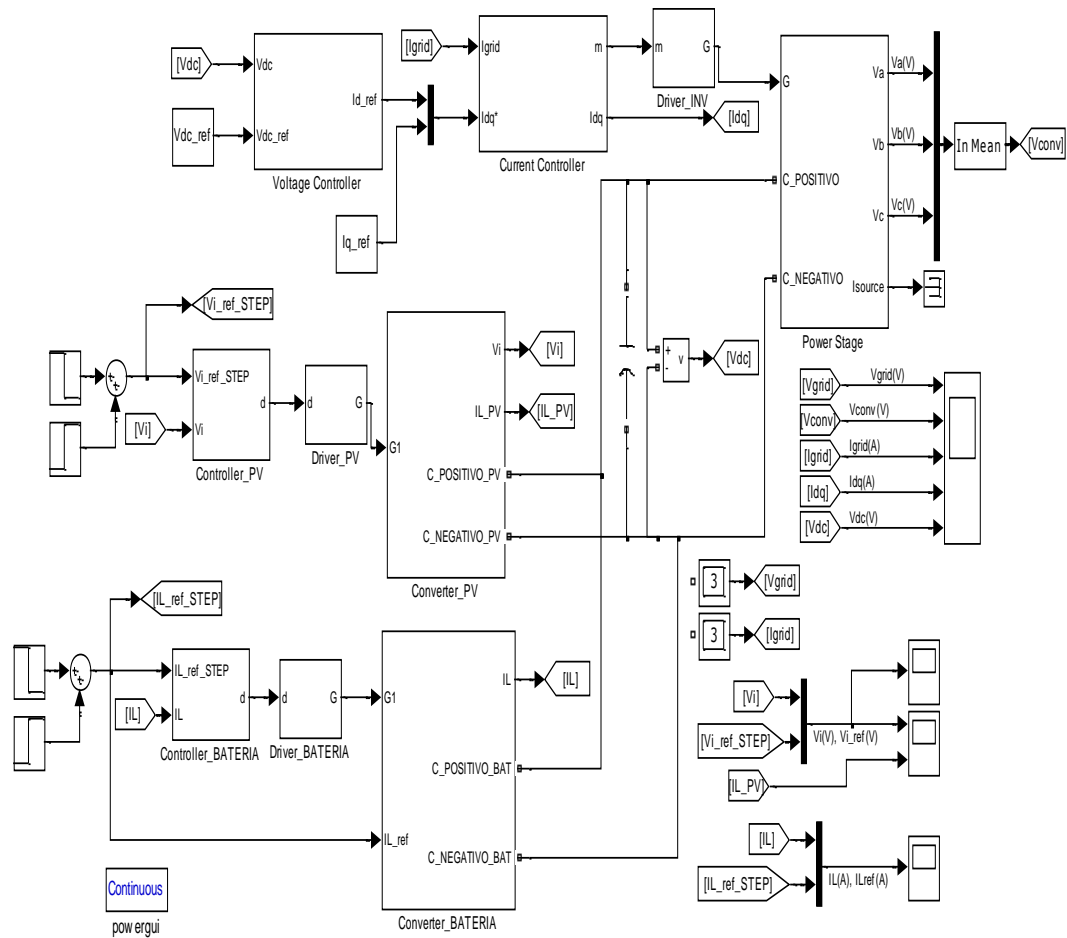 [Vdc]
Vdc_ref
Vdc
Vdc_ref
Id_ref
Voltage Controller
Iq_ref
[Igrid]
Igrid
Idq*
m
Idq
Current Controller
m
G
Driver_INV
[Idq]
G
C_POSITIVO
C_NEGATIVO
Va
Vb
Vc
Isource
Power Stage
Va(V)
Vb(V)
Vc(V)
In Mean
[Vconv]
[Vi_ref_STEP]
+
+
[Vi]
Vi_ref_STEP
Vi
d
Controller_PV
d
G
Driver_PV
G1
Vi
IL_PV
C_POSITIVO_PV
C_NEGATIVO_PV
Converter_PV
[Vi]
[IL_PV]
+
-
v
[Vdc]
[Vgrid]
[Vconv]
[Igrid]
[Idq]
[Vdc]
Vgrid(V)
Vconv(V)
Igrid(A)
Idq(A)
Vdc(V)
3
[Vgrid]
3
[Igrid]
[IL_ref_STEP]
+
+
[IL]
IL_ref_STEP
IL
d
Controller_BATERIA
d
G
Driver_BATERIA
G1
IL_ref
IL
C_POSITIVO_BAT
C_NEGATIVO_BAT
Converter_BATERIA
[IL]
[Vi]
[Vi_ref_STEP]
Vi(V), Vi_ref(V)
[IL_PV]
[IL]
[IL_ref_STEP]
IL(A), ILref(A)
Continuous
powergui